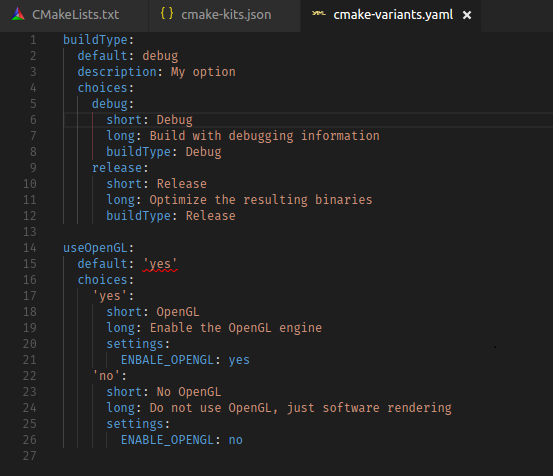 CMakeLists.txt { } cmake-kits.json YAML cmake-variants.yaml ×
1 buildType:
2   default: debug
3   description: My option
4   choices:
5     debug:
6       short: Debug
7       long: Build with debugging information
8       buildType: Debug
9     release:
10       short: Release
11       long: Optimize the resulting binaries
12       buildType: Release
13
14 useOpenGL:
15   default: 'yes'
16   choices:
17     'yes':
18       short: OpenGL
19       long: Enable the OpenGL engine
20       settings:
21         ENBALE_OPENGL: yes
22     'no':
23       short: No OpenGL
24       long: Do not use OpenGL, just software rendering
25       settings:
26         ENABLE_OPENGL: no
27